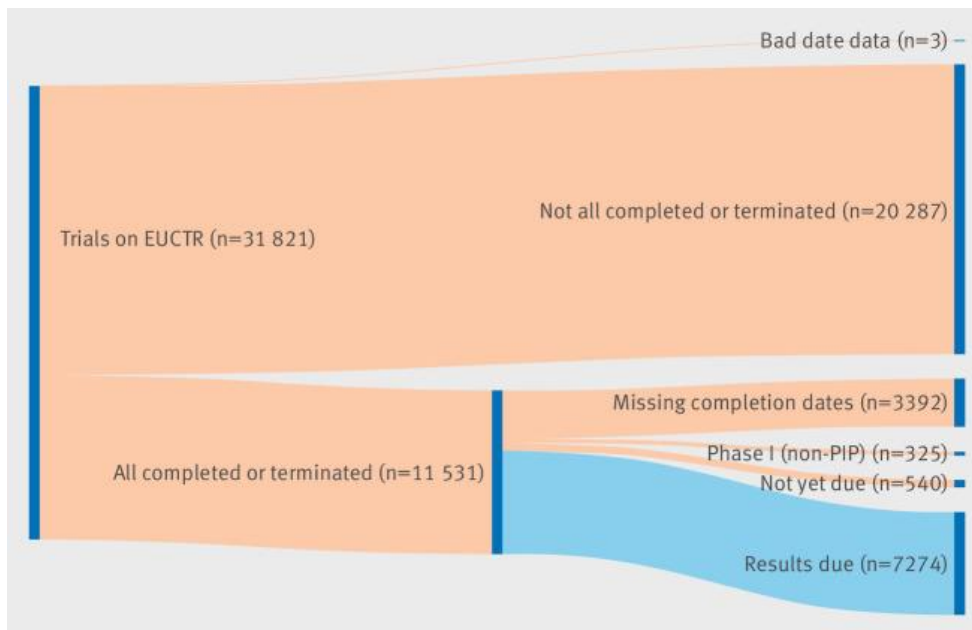 Bad date data (n=3)
Not all completed or terminated (n=20 287)
Trials on EUCTR (n=31 821)
Missing completion dates (n=3392)
Phase I (non-PIP) (n=325)
All completed or terminated (n=11 531)
Not yet due (n=540)
Results due (n=7274)